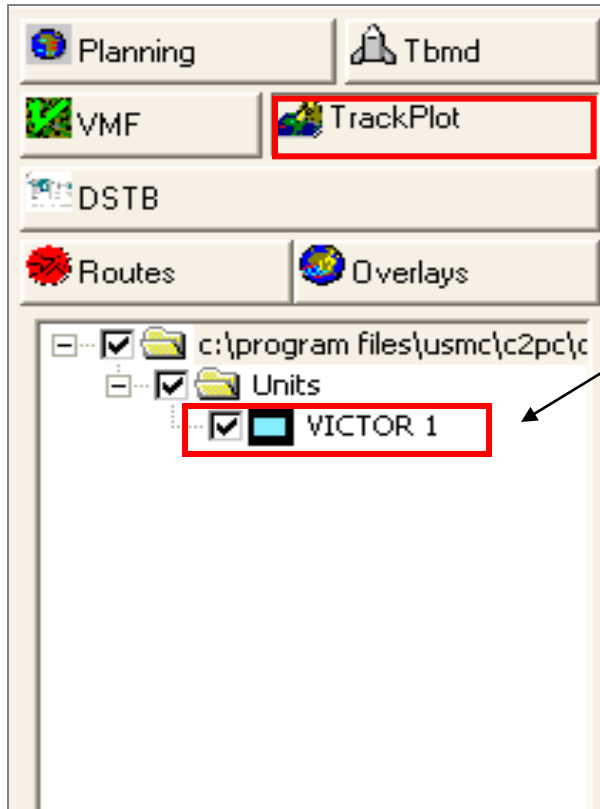 Planning
Tbmd
VMF
TrackPlot
DSTB
Routes
Overlays
c:\program files\usmc\c2pc\c
Units
VICTOR 1